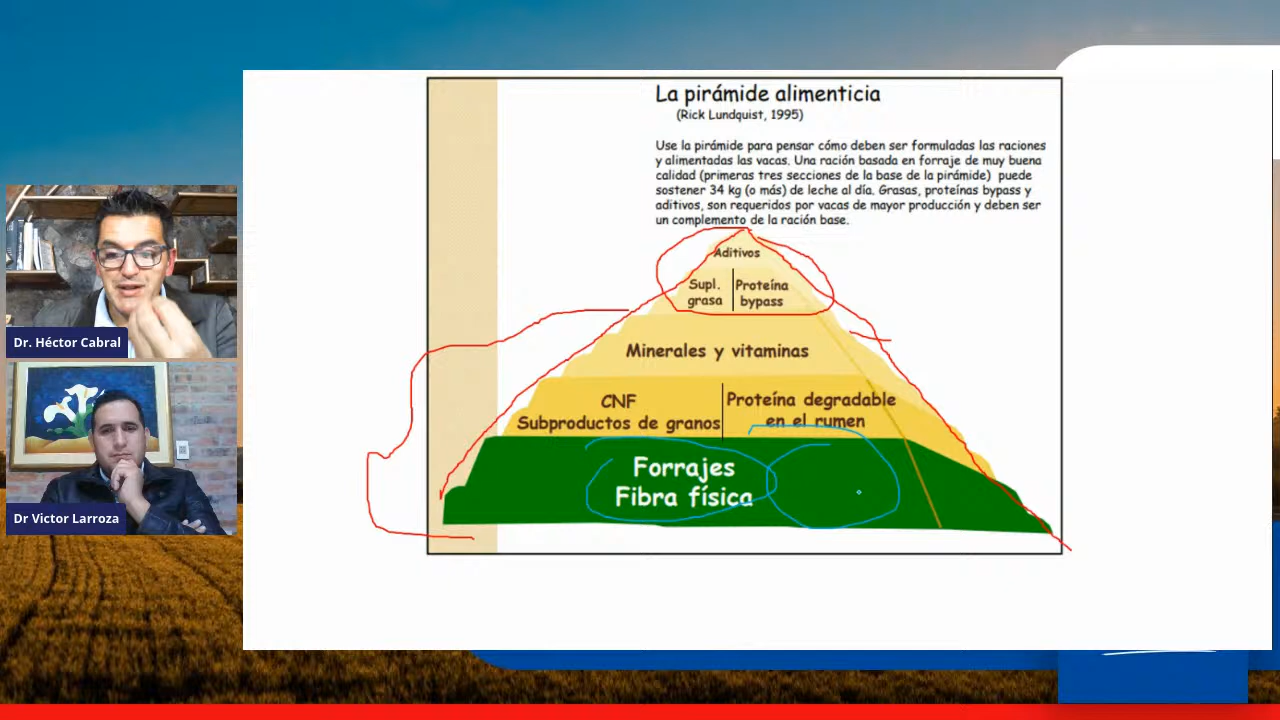 La pirámide alimenticia
(Rick Lundquist, 1995)
Use la pirámide para pensar cómo deben ser formuladas las raciones
y alimentadas las vacas. Una ración basada en forraje de muy buena
calidad (primeras tres secciones de la base de la pirámide) puede
sostener 34 kg (o más) de leche al día. Grasas, proteínas bypass y
aditivos, son requeridos por vacas de mayor producción y deben ser
un complemento de la ración base.
Aditivos
Supl.
grasa
Proteína
bypass
Minerales y vitaminas
CNF
Subproductos de granos
Proteína degradable
en el rumen
Forrajes
Fibra física
Dr. Héctor Cabral
Dr Victor Larroza